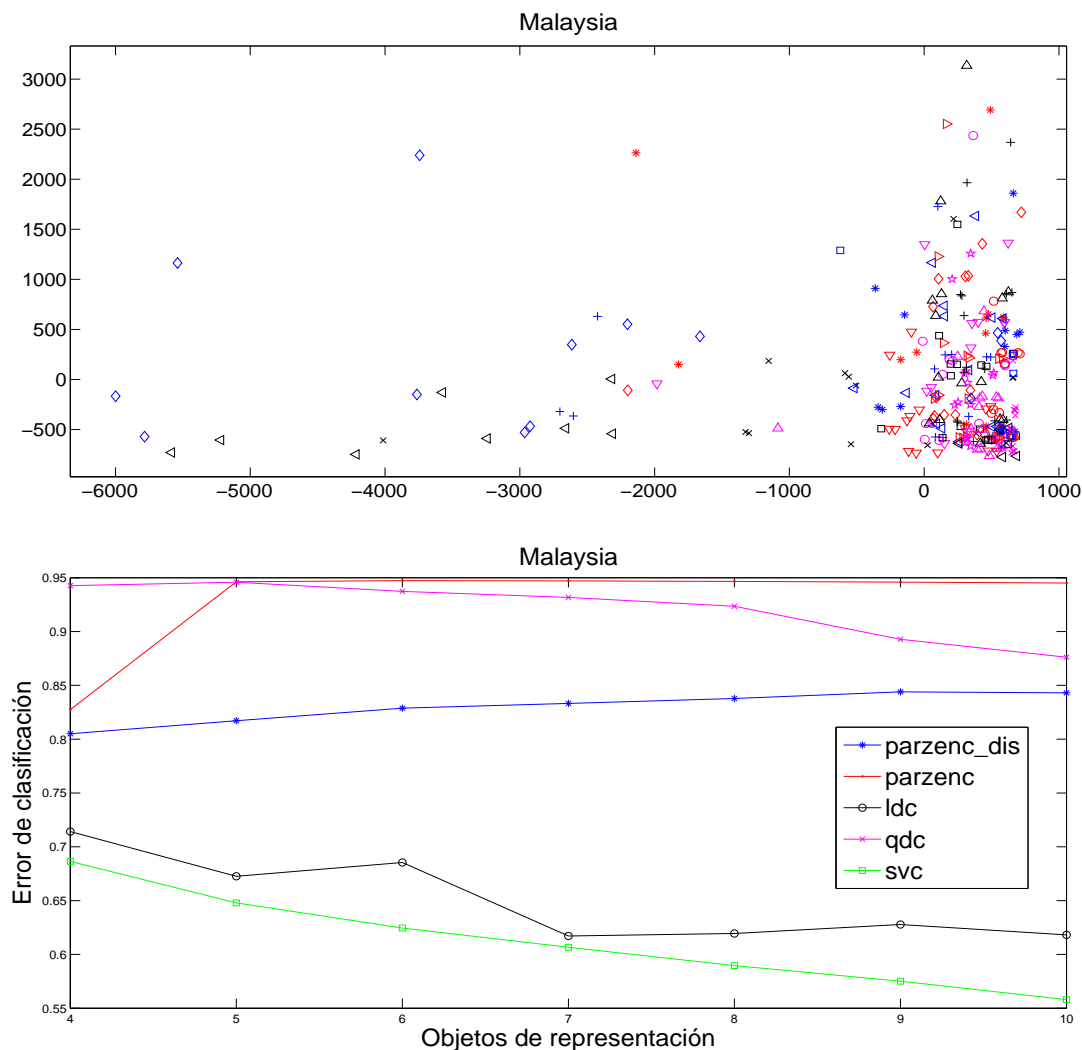 Malaysia
3000
2500
2000
1500
1000
500
0
−500
−6000 −5000 −4000 −3000 −2000 −1000 0 1000
Malaysia
0.95
0.9
0.85
0.8
0.75
0.7
0.65
0.6
0.55
Error de clasificación
parzenc_dis
parzenc
ldc
qdc
svc
4 5 6 7 8 9 10
Objetos de representación